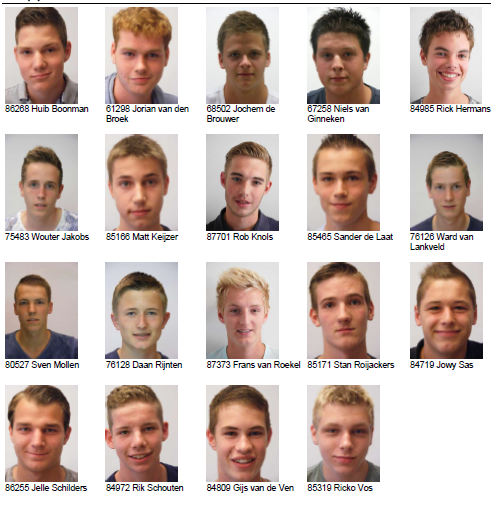 86268 Huib Boonman
61298 Jorian van den
Broek
68502 Jochem de
Brouwer
67258 Niels van
Ginneken
84985 Rick Hermans
75483 Wouter Jakobs
85166 Matt Keijzer
87701 Rob Knols
85465 Sander de Laat
76126 Ward van
Lankveld
80527 Sven Mollen
76128 Daan Rijnten
87373 Frans van Roekel
85171 Stan Roijackers
84719 Jowy Sas
86255 Jelle Schilders
84972 Rik Schouten
84809 Gijs van de Ven
85319 Ricko Vos